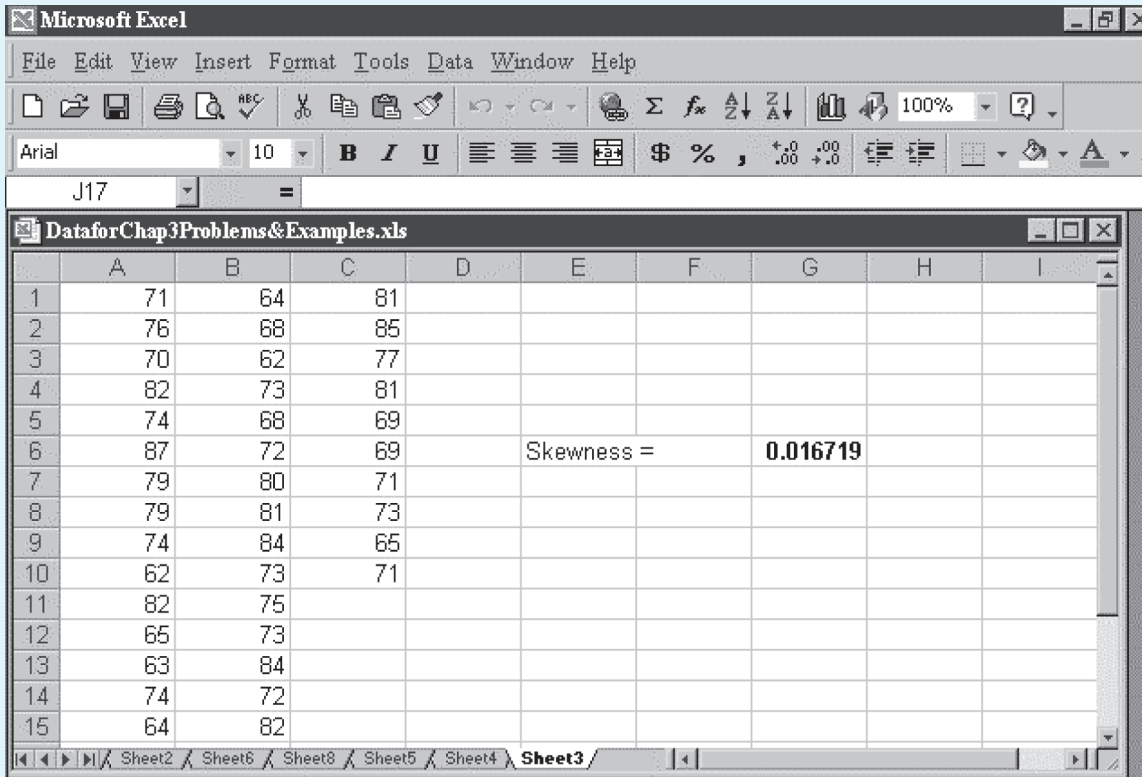 Microsoft Excel
File Edit View Insert Format Tools Data Window Help
ABC Σ fx A Z Z A 100% ?
Arial 10 B I U $ % , .00 .00 A
J17 =
DataforChap3Problems&Examples.xls
A B C D E F G H I
1 71 64 81
2 76 68 85
3 70 62 77
4 82 73 81
5 74 68 69
6 87 72 69 Skewness = 0.016719
7 79 80 71
8 79 81 73
9 74 84 65
10 62 73 71
11 82 75
12 65 73
13 63 84
14 74 72
15 64 82
Sheet2 Sheet6 Sheet8 Sheet5 Sheet4 Sheet3